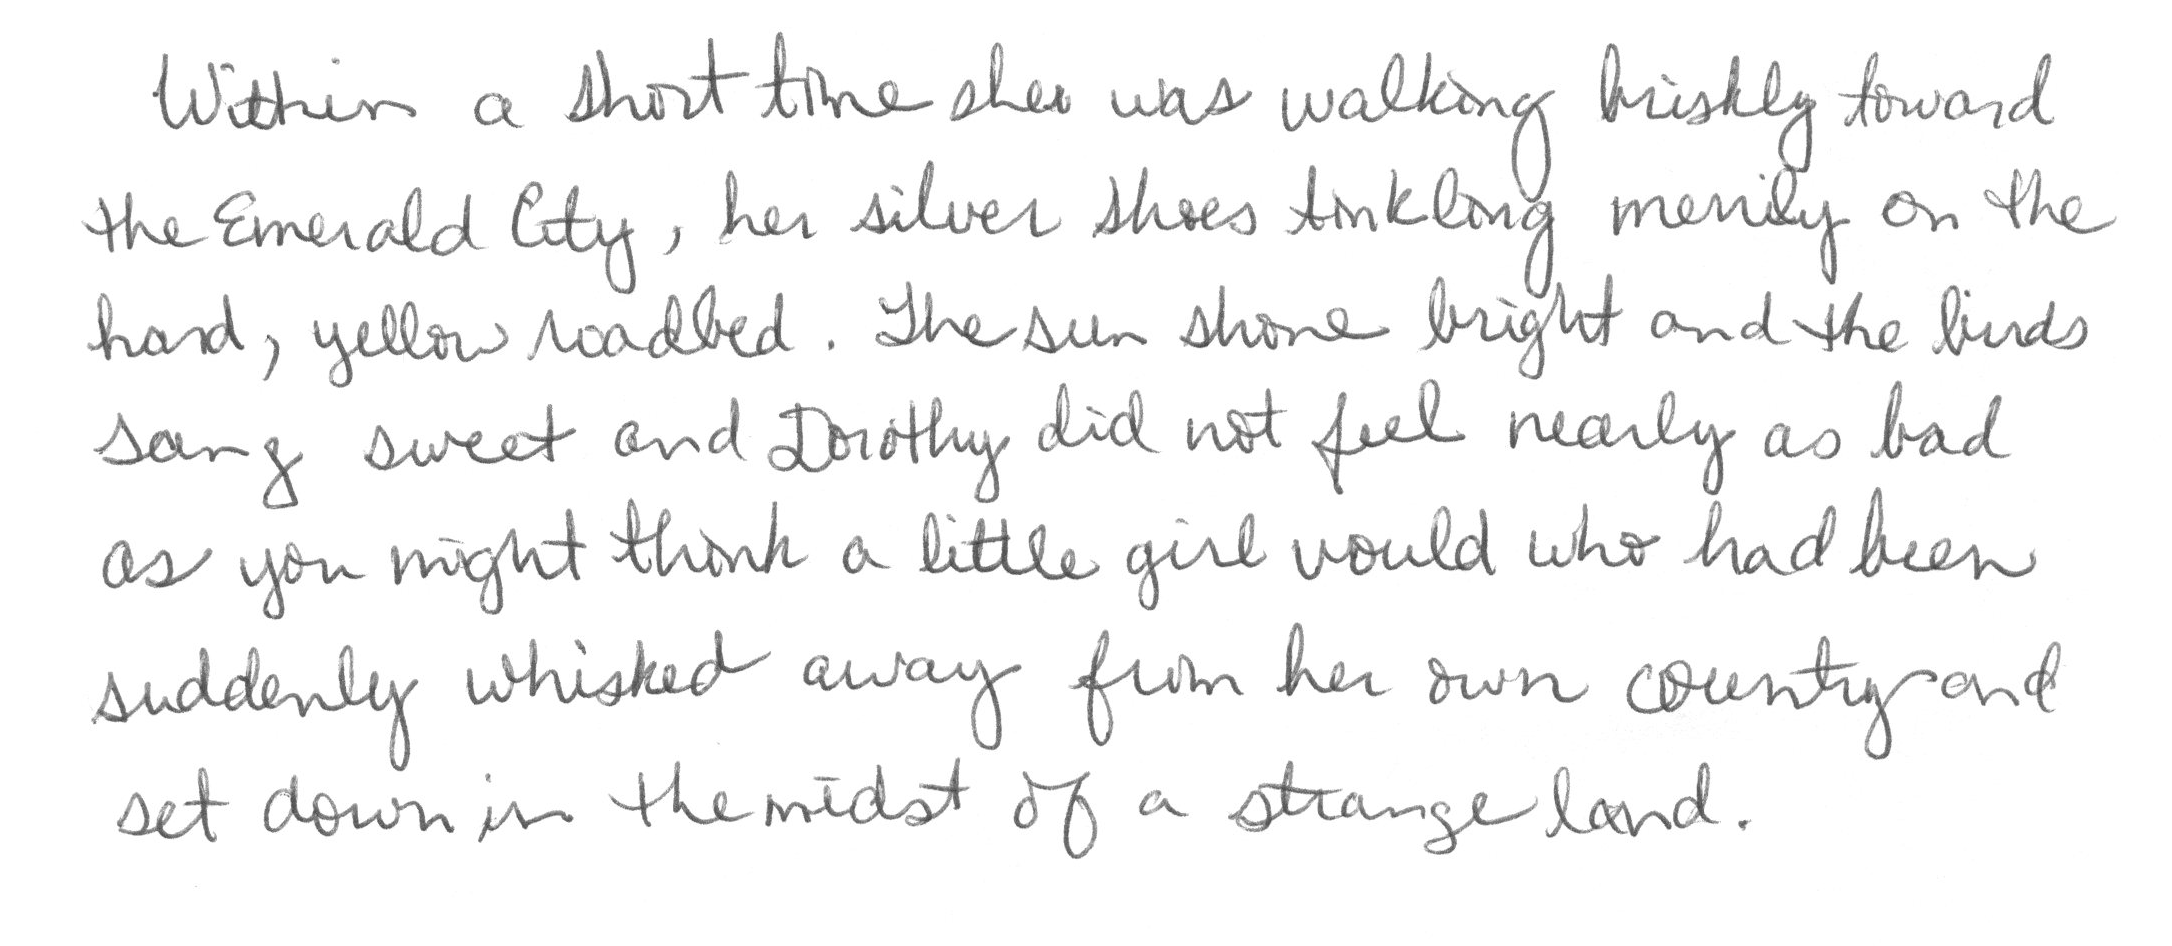 Within a short time she was walking briskly toward
the Emerald City, her silver shoes tinkling merrily on the
hard, yellow roadbed. The sun shone bright and the birds
sang sweet and Dorothy did not feel nearly as bad
as you might think a little girl would who had been
suddenly whisked away from her own country and
set down in the midst of a strange land.